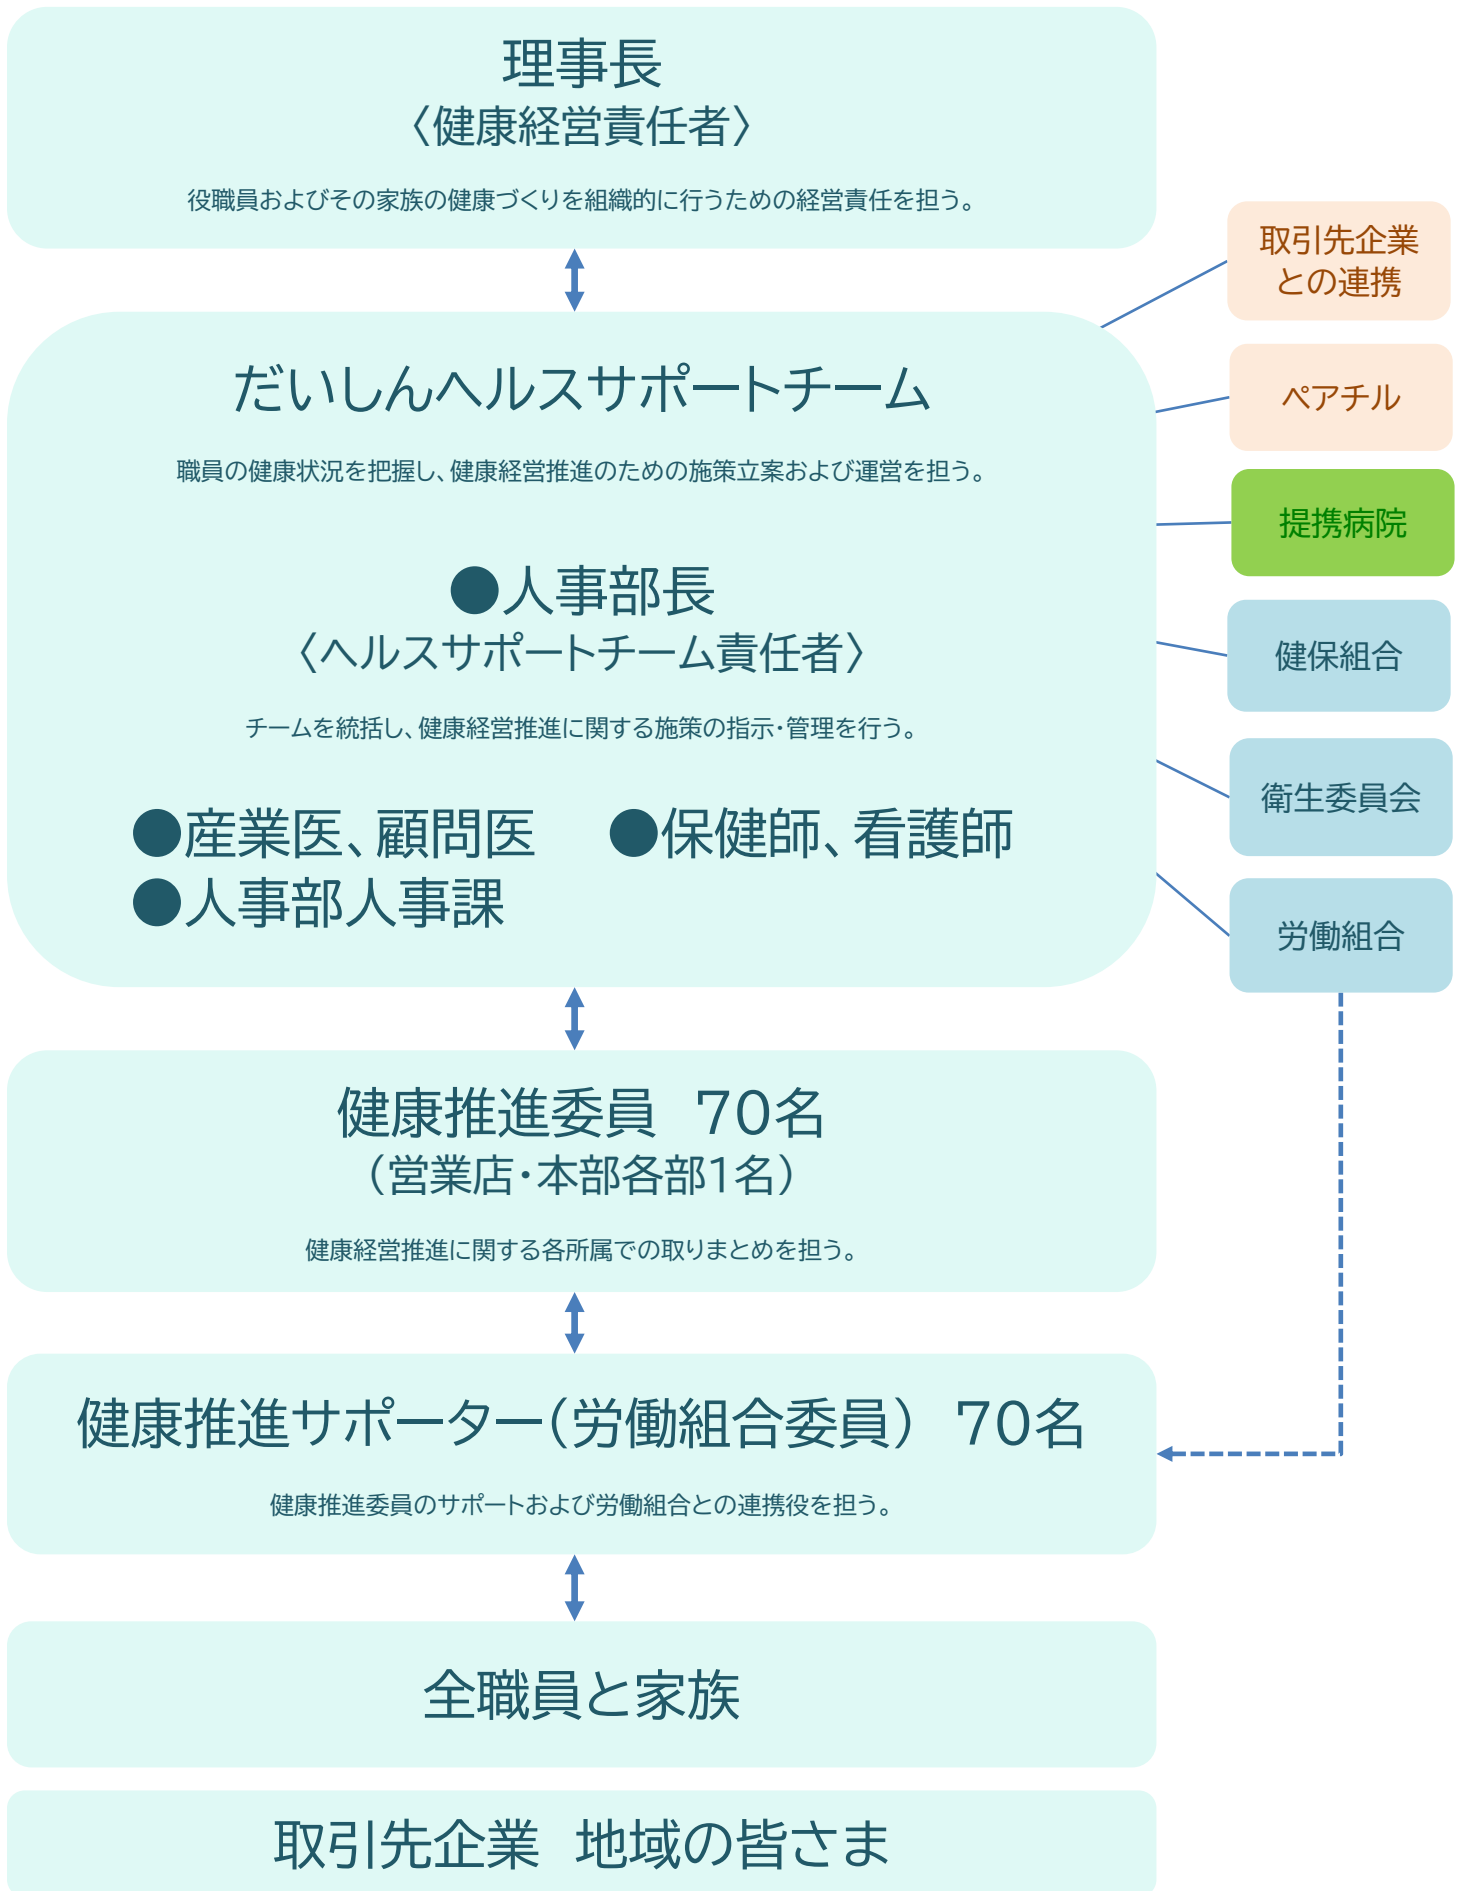 理事長
〈健康経営責任者〉
役職員およびその家族の健康づくりを組織的に行うための経営責任を担う。
だいしんヘルスサポートチーム
職員の健康状況を把握し、健康経営推進のための施策立案および運営を担う。
●人事部長
〈ヘルスサポートチーム責任者〉
チームを統括し、健康経営推進に関する施策の指示・管理を行う。
●産業医、顧問医　●保健師、看護師
●人事部人事課
取引先企業
との連携
ペアチル
提携病院
健保組合
衛生委員会
労働組合
健康推進委員　70名
（営業店・本部各部1名）
健康経営推進に関する各所属での取りまとめを担う。
健康推進サポーター（労働組合委員）　70名
健康推進委員のサポートおよび労働組合との連携役を担う。
全職員と家族
取引先企業　地域の皆さま